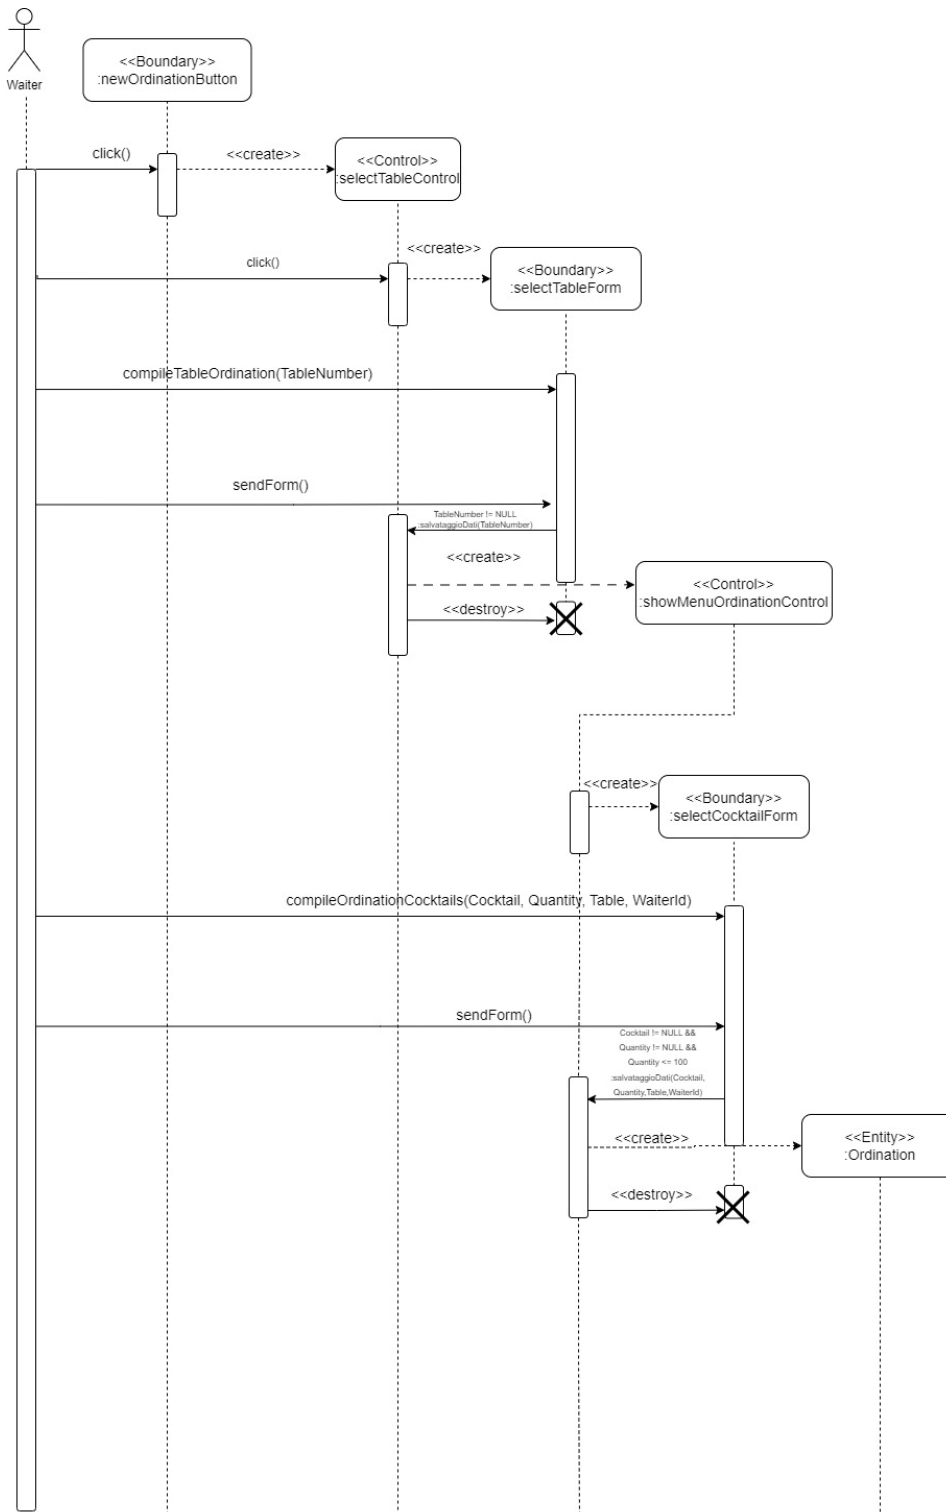 Waiter
<<Boundary>>
:newOrdinationButton
click()
<<create>>
<<Control>>
:selectTableControl
click()
<<create>>
<<Boundary>>
:selectTableForm
compileTableOrdination(TableNumber)
sendForm()
TableNumber != NULL
:salvataggioDati(TableNumber)
<<create>>
<<Control>>
:showMenuOrdinationControl
<<destroy>>
<<create>>
<<Boundary>>
:selectCocktailForm
compileOrdinationCocktails(Cocktail, Quantity, Table, WaiterId)
sendForm()
Cocktail != NULL &&
Quantity != NULL &&
Quantity <= 100
:salvataggioDati(Cocktail,
Quantity,Table,WaiterId)
<<create>>
<<Entity>>
:Ordination
<<destroy>>